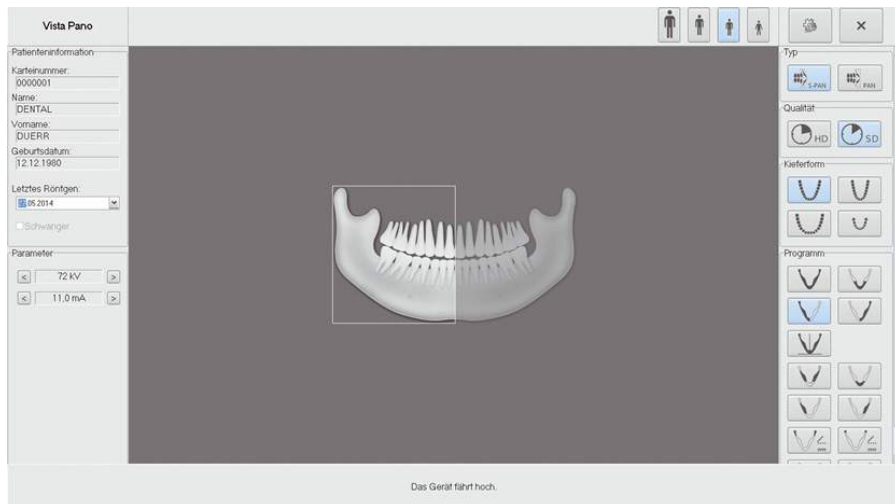 Vista Pano
Patienteninformation
Karteinummer:
0000001
Name:
DENTAL
Vorname:
DUERR
Geburtsdatum:
12.12.1980
Letztes Röntgen:
.05.2014
Schwanger
Parameter
< 72 kV >
< 11,0 mA >
Typ
S-PAN PAN
Qualität
HD SD
Kieferform
Programm
Das Gerät fährt hoch.